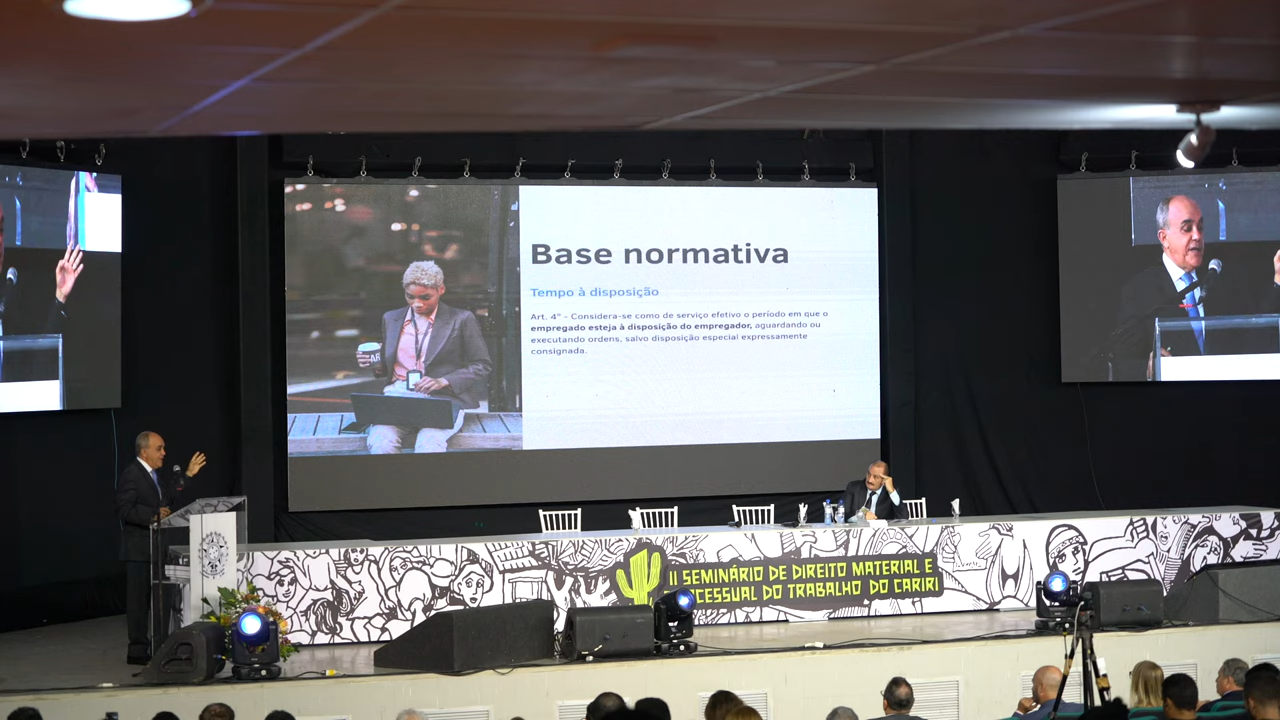 Base normativa
Tempo à disposição
Art. 4º - Considera-se como de serviço efetivo o período em que o
empregado esteja à disposição do empregador, aguardando ou
executando ordens, salvo disposição especial expressamente
consignada.
II SEMINÁRIO DE DIREITO MATERIAL E
CESSUAL DO TRABALHO DO CARIRI